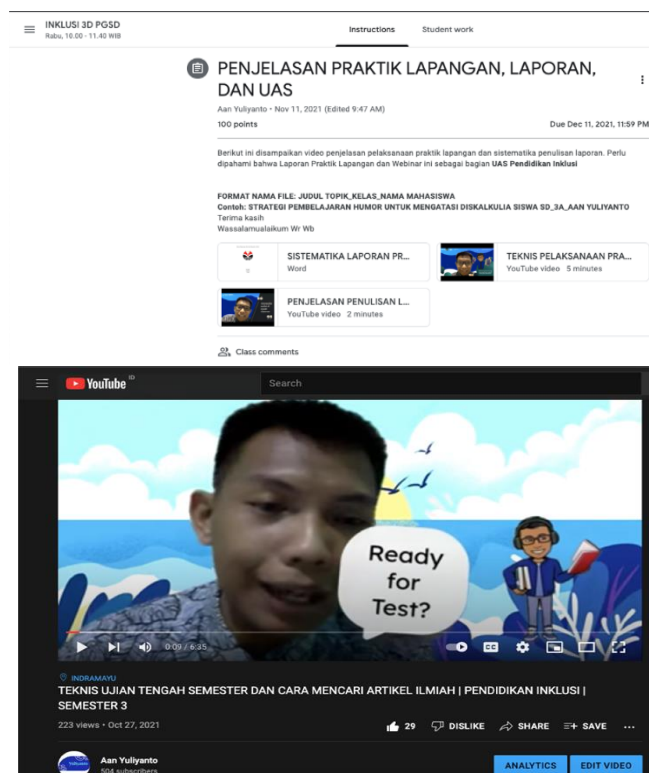 INKLUSI 3D PGSD
Rabu, 10.00 - 11.40 WIB
Instructions
Student work
PENJELASAN PRAKTIK LAPANGAN, LAPORAN,
DAN UAS
Aan Yuliyanto • Nov 11, 2021 (Edited 9:47 AM)
100 points
Due Dec 11, 2021, 11:59 PM
Berikut ini disampaikan video penjelasan pelaksanaan praktik lapangan dan sistematika penulisan laporan. Perlu
dipahami bahwa Laporan Praktik Lapangan dan Webinar ini sebagai bagian UAS Pendidikan Inklusi
FORMAT NAMA FILE: JUDUL TOPIK_KELAS_NAMA MAHASISWA
Contoh: STRATEGI PEMBELAJARAN HUMOR UNTUK MENGATASI DISKALKULIA SISWA SD_3A_AAN YULIYANTO
Terima kasih
Wassalamualaikum Wr Wb
SISTEMATIKA LAPORAN PR...
Word
TEKNIS PELAKSANAAN PRA...
YouTube video 5 minutes
PENJELASAN PENULISAN L...
YouTube video 2 minutes
Class comments
YouTube ID
Search
Ready
for
Test?
0:09 / 6:35
CC
INDRAMAYU
TEKNIS UJIAN TENGAH SEMESTER DAN CARA MENCARI ARTIKEL ILMIAH | PENDIDIKAN INKLUSI |
SEMESTER 3
223 views • Oct 27, 2021
29
DISLIKE
SHARE
SAVE
Aan Yuliyanto
504 subscribers
ANALYTICS
EDIT VIDEO